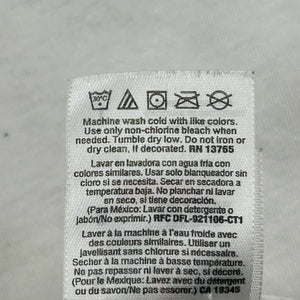 30°C
Machine wash cold with like colors.
Use only non-chlorine bleach when
needed. Tumble dry low. Do not iron or
dry clean, if decorated. RN 13765
Lavar en lavadora con agua fría con
colores similares. Usar solo blanqueador
sin cloro si se necesita. Secar en secadora a
temperatura baja. No planchar ni lavar
en seco, si tiene decoración.
(Para México: Lavar con detergente o
jabón/No exprimir.) RFC DFL-921106-CT1
Laver à la machine à l'eau froide avec
des couleurs similaires. Utiliser un
javellisant sans chlorure si nécessaire.
Sécher à la machine à basse température.
Ne pas repasser ni laver à sec, si décoré.
(Pour le Mexique: Lavez avec du détergent
ou du savon/Ne pas essorer.) CA 18345